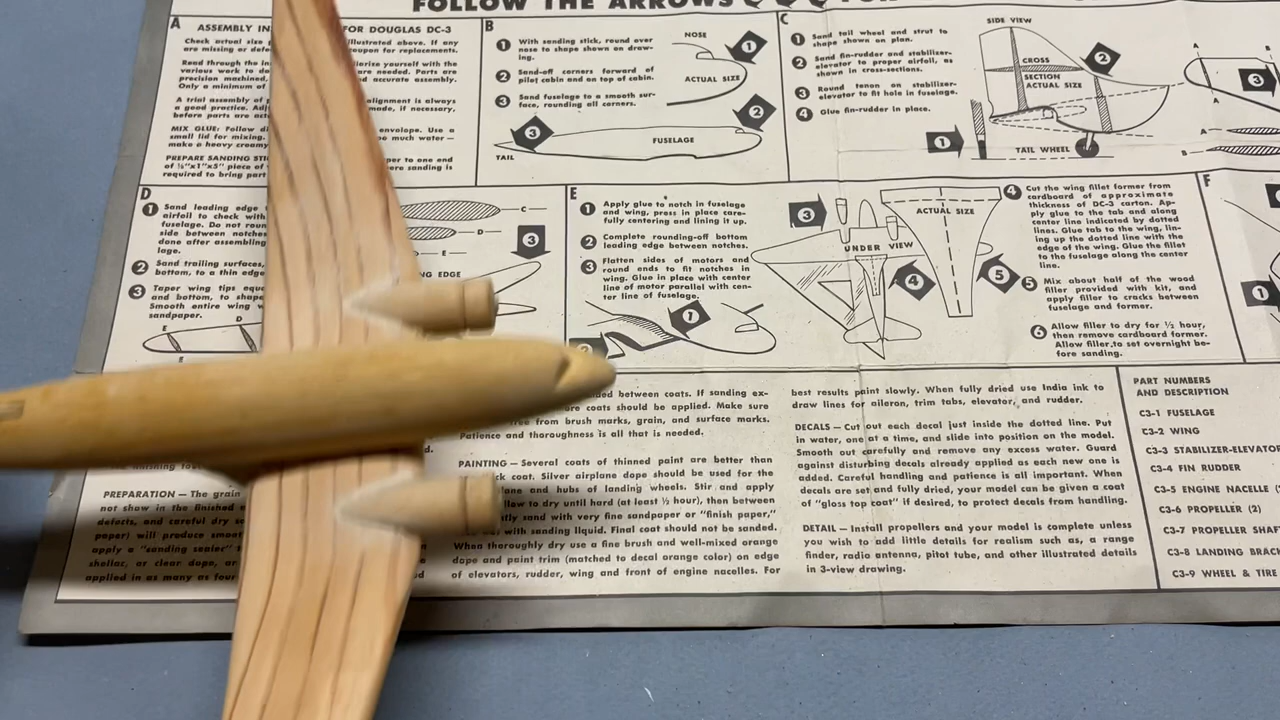 FOLLOW THE ARROWS
A
ASSEMBLY
FOR DOUGLAS DC-3
Check actual size
illustrated above. If any
are missing or
coupon for replacements.
Read through the
yourself with the
various work to
are needed. Parts are
precision machined,
and accurate assembly.
Only a minimum of
A trial assembly of
alignment is always
a good practice.
made, if necessary,
before parts are
MIX GLUE: Follow
envelope. Use a
small lid for mixing.
much water —
make a heavy creamy
PREPARE SANDING
to one end
of ⅛"x1"x5" piece of
sanding is
required to bring part
B
1 With sanding stick, round over
nose to shape shown on draw-
ing.
2 Sand-off corners forward of
pilot cabin and on top of cabin.
3 Sand fuselage to a smooth sur-
face, rounding all corners.
NOSE
1
ACTUAL SIZE
2
3
FUSELAGE
TAIL
C
1 Sand tail wheel and strut to
shape shown on plan.
2 Sand fin-rudder and stabilizer-
elevator to proper airfoil, as
shown in cross-sections.
3 Round tenon on stabilizer-
elevator to fit hole in fuselage.
4 Glue fin-rudder in place.
SIDE VIEW
CROSS
SECTION
ACTUAL SIZE
2
1
TAIL WHEEL
A
B
3
A
A
B
D
1 Sand leading edge
airfoil to check with
fuselage. Do not round
side between notches.
done after assembling
lage.
2 Sand trailing surfaces,
bottom, to a thin edge
3 Taper wing tips
and bottom, to shape
Smooth entire wing
sandpaper.
C
D
E
3
EDGE
D
E
E
E
1 Apply glue to notch in fuselage
and wing, press in place care-
fully centering and lining it up.
2 Complete rounding-off bottom
leading edge between notches.
3 Flatten sides of motors and
round ends to fit notches in
wing. Glue in place with center
line of motor parallel with cen-
ter line of fuselage.
3
UNDER VIEW
ACTUAL SIZE
4
5
1
4 Cut the wing fillet former from
cardboard of approximate
thickness of DC-3 carton. Ap-
ply glue to the tab and along
center line indicated by dotted
lines. Glue tab to the wing, lin-
ing up the dotted line with the
edge of the wing. Glue the fillet
to the fuselage along the center
line.
5 Mix about half of the wood
filler provided with kit, and
apply filler to cracks between
fuselage and former.
6 Allow filler to dry for ½ hour,
then remove cardboard former.
Allow filler to set overnight be-
fore sanding.
F
1
PREPARATION — The grain
not show in the finished
defects, and careful dry
paper) will produce
apply a "sanding sealer"
shellac, or clear dope,
applied in as many as four
between coats. If sanding ex-
coats should be applied. Make sure
from brush marks, grain, and surface marks.
Patience and thoroughness is all that is needed.
PAINTING — Several coats of thinned paint are better than
coat. Silver airplane dope should be used for the
and hubs of landing wheels. Stir and apply
to dry until hard (at least ½ hour), then between
sand with very fine sandpaper or "finish paper,"
with sanding liquid. Final coat should not be sanded.
When thoroughly dry use a fine brush and well-mixed orange
dope and paint trim (matched to decal orange color) on edge
of elevators, rudder, wing and front of engine nacelles. For
best results paint slowly. When fully dried use India ink to
draw lines for aileron, trim tabs, elevator, and rudder.
DECALS — Cut out each decal just inside the dotted line. Put
in water, one at a time, and slide into position on the model.
Smooth out carefully and remove any excess water. Guard
against disturbing decals already applied as each new one is
added. Careful handling and patience is all important. When
decals are set and fully dried, your model can be given a coat
of "gloss top coat" if desired, to protect decals from handling.
DETAIL — Install propellers and your model is complete unless
you wish to add little details for realism such as, a range
finder, radio antenna, pitot tube, and other illustrated details
in 3-view drawing.
PART NUMBERS
AND DESCRIPTION
C3-1 FUSELAGE
C3-2 WING
C3-3 STABILIZER-ELEVATOR
C3-4 FIN RUDDER
C3-5 ENGINE NACELLE
C3-6 PROPELLER (2)
C3-7 PROPELLER
C3-8 LANDING
C3-9 WHEEL & TIRE